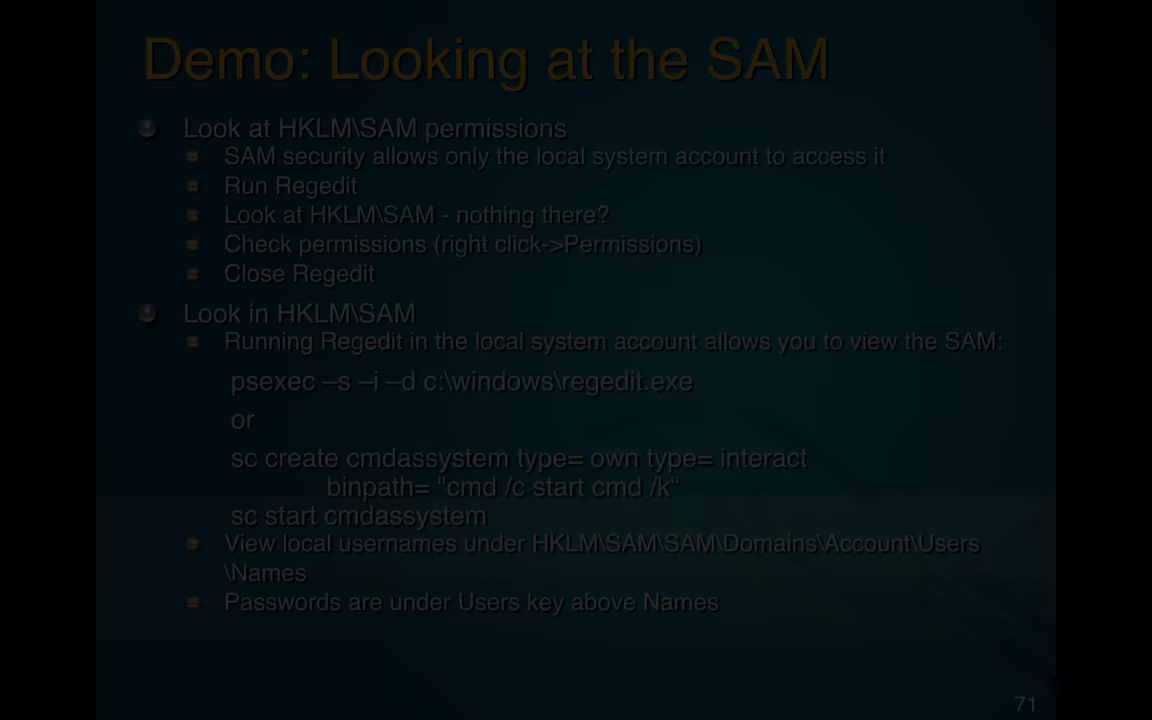 Demo: Looking at the SAM
Look at HKLM\SAM permissions
SAM security allows only the local system account to access it
Run Regedit
Look at HKLM\SAM - nothing there?
Check permissions (right click->Permissions)
Close Regedit
Look in HKLM\SAM
Running Regedit in the local system account allows you to view the SAM:
psexec –s –i –d c:\windows\regedit.exe
or
sc create cmdassystem type= own type= interact
binpath= "cmd /c start cmd /k“
sc start cmdassystem
View local usernames under HKLM\SAM\SAM\Domains\Account\Users
\Names
Passwords are under Users key above Names
71